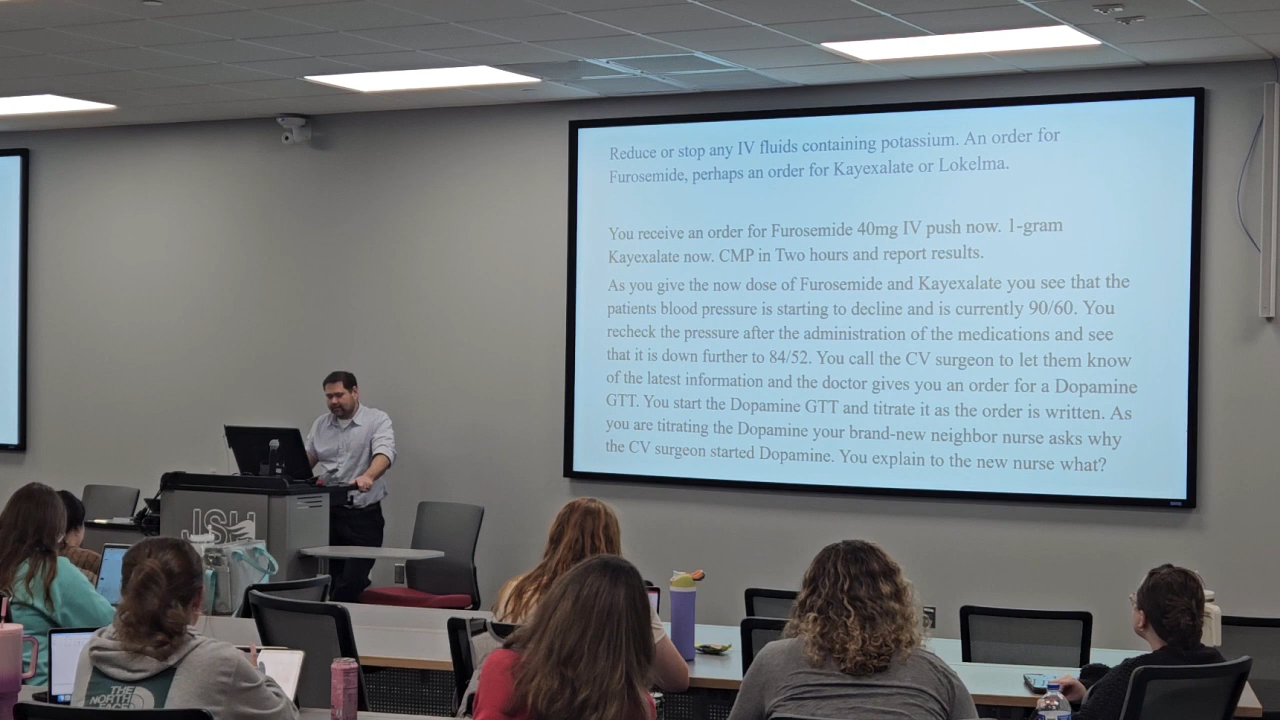 Reduce or stop any IV fluids containing potassium. An order for
Furosemide, perhaps an order for Kayexalate or Lokelma.
You receive an order for Furosemide 40mg IV push now. 1-gram
Kayexalate now. CMP in Two hours and report results.
As you give the now dose of Furosemide and Kayexalate you see that the
patients blood pressure is starting to decline and is currently 90/60. You
recheck the pressure after the administration of the medications and see
that it is down further to 84/52. You call the CV surgeon to let them know
of the latest information and the doctor gives you an order for a Dopamine
GTT. You start the Dopamine GTT and titrate it as the order is written. As
you are titrating the Dopamine your brand-new neighbor nurse asks why
the CV surgeon started Dopamine. You explain to the new nurse what?
THE
NORTH